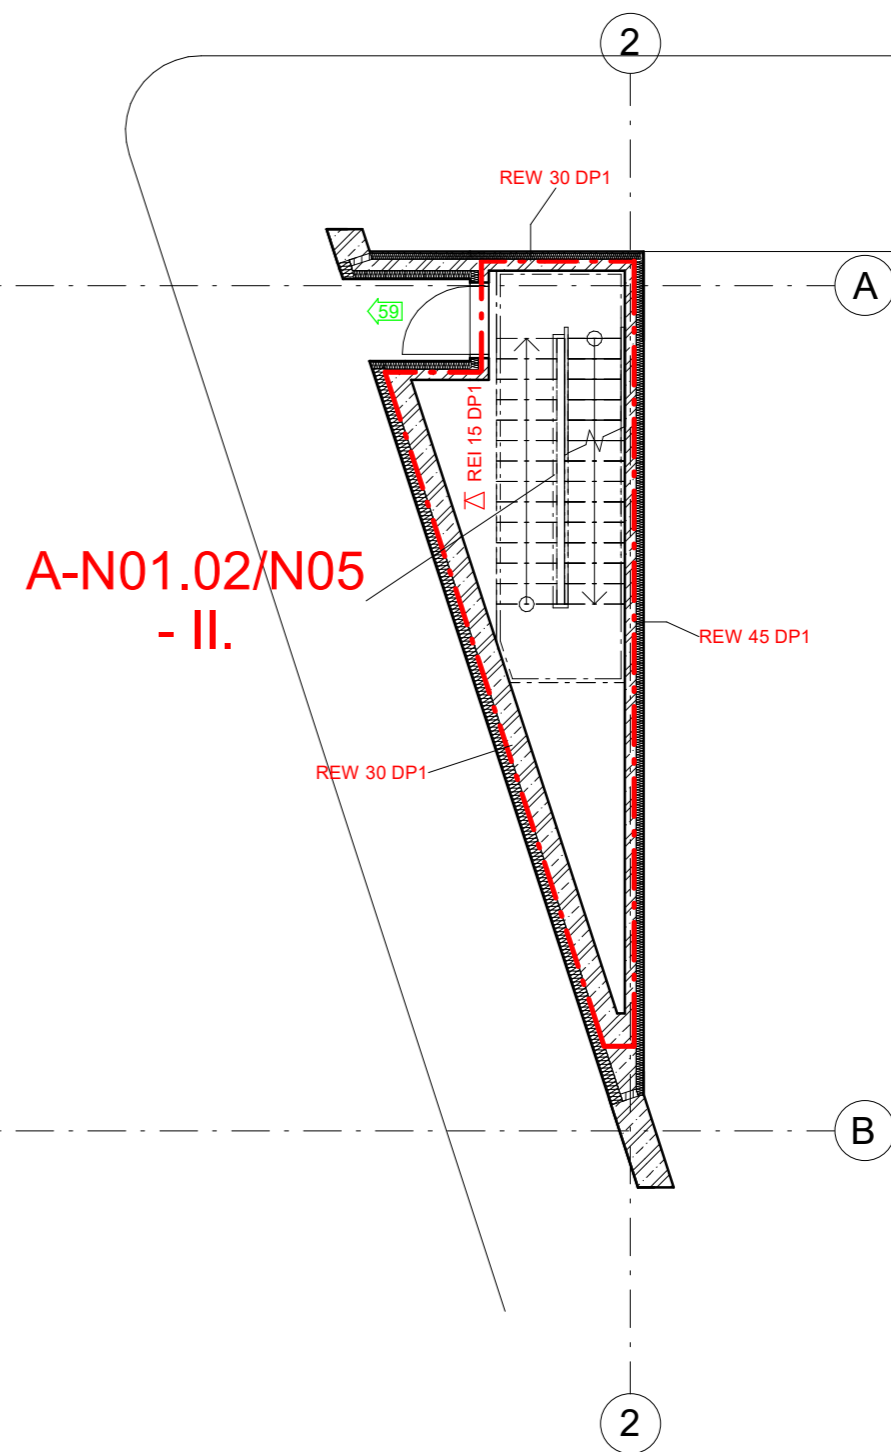 2
REW 30 DP1
A
59
REI 15 DP1
A-N01.02/N05
- II.
REW 45 DP1
REW 30 DP1
B
2